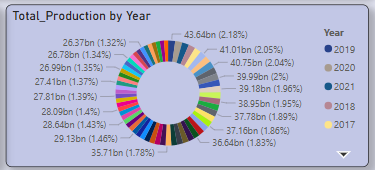 Total_Production by Year
26.37bn (1.32%)
26.78bn (1.34%)
26.99bn (1.35%)
27.41bn (1.37%)
27.81bn (1.39%)
28.09bn (1.4%)
28.64bn (1.43%)
29.13bn (1.46%)
35.71bn (1.78%)
43.64bn (2.18%)
41.01bn (2.05%)
40.75bn (2.04%)
39.99bn (2%)
39.18bn (1.96%)
38.95bn (1.95%)
37.78bn (1.89%)
37.16bn (1.86%)
36.64bn (1.83%)
Year
2019
2020
2021
2018
2017